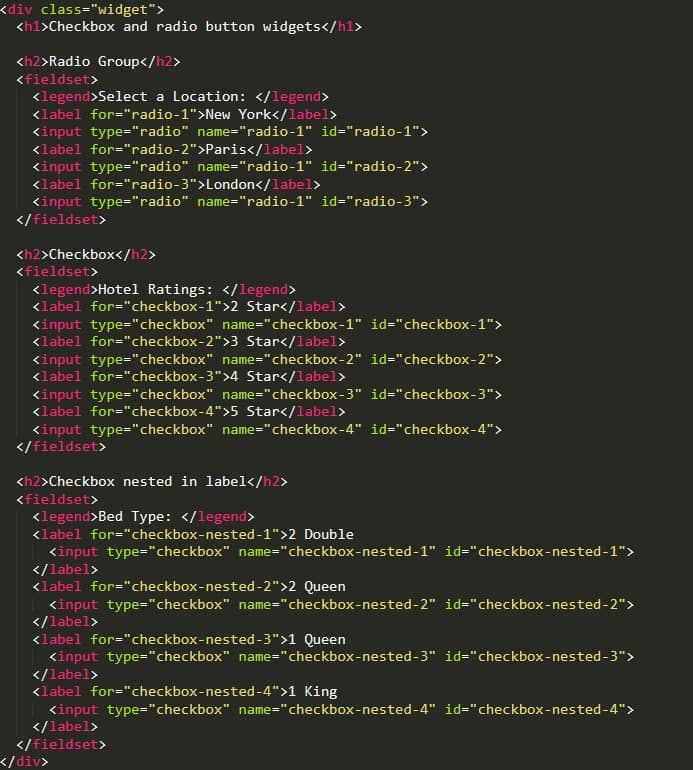 <div class="widget">
<h1>Checkbox and radio button widgets</h1>
<h2>Radio Group</h2>
<fieldset>
<legend>Select a Location: </legend>
<label for="radio-1">New York</label>
<input type="radio" name="radio-1" id="radio-1">
<label for="radio-2">Paris</label>
<input type="radio" name="radio-1" id="radio-2">
<label for="radio-3">London</label>
<input type="radio" name="radio-1" id="radio-3">
</fieldset>
<h2>Checkbox</h2>
<fieldset>
<legend>Hotel Ratings: </legend>
<label for="checkbox-1">2 Star</label>
<input type="checkbox" name="checkbox-1" id="checkbox-1">
<label for="checkbox-2">3 Star</label>
<input type="checkbox" name="checkbox-2" id="checkbox-2">
<label for="checkbox-3">4 Star</label>
<input type="checkbox" name="checkbox-3" id="checkbox-3">
<label for="checkbox-4">5 Star</label>
<input type="checkbox" name="checkbox-4" id="checkbox-4">
</fieldset>
<h2>Checkbox nested in label</h2>
<fieldset>
<legend>Bed Type: </legend>
<label for="checkbox-nested-1">2 Double
<input type="checkbox" name="checkbox-nested-1" id="checkbox-nested-1">
</label>
<label for="checkbox-nested-2">2 Queen
<input type="checkbox" name="checkbox-nested-2" id="checkbox-nested-2">
</label>
<label for="checkbox-nested-3">1 Queen
<input type="checkbox" name="checkbox-nested-3" id="checkbox-nested-3">
</label>
<label for="checkbox-nested-4">1 King
<input type="checkbox" name="checkbox-nested-4" id="checkbox-nested-4">
</label>
</fieldset>
</div>